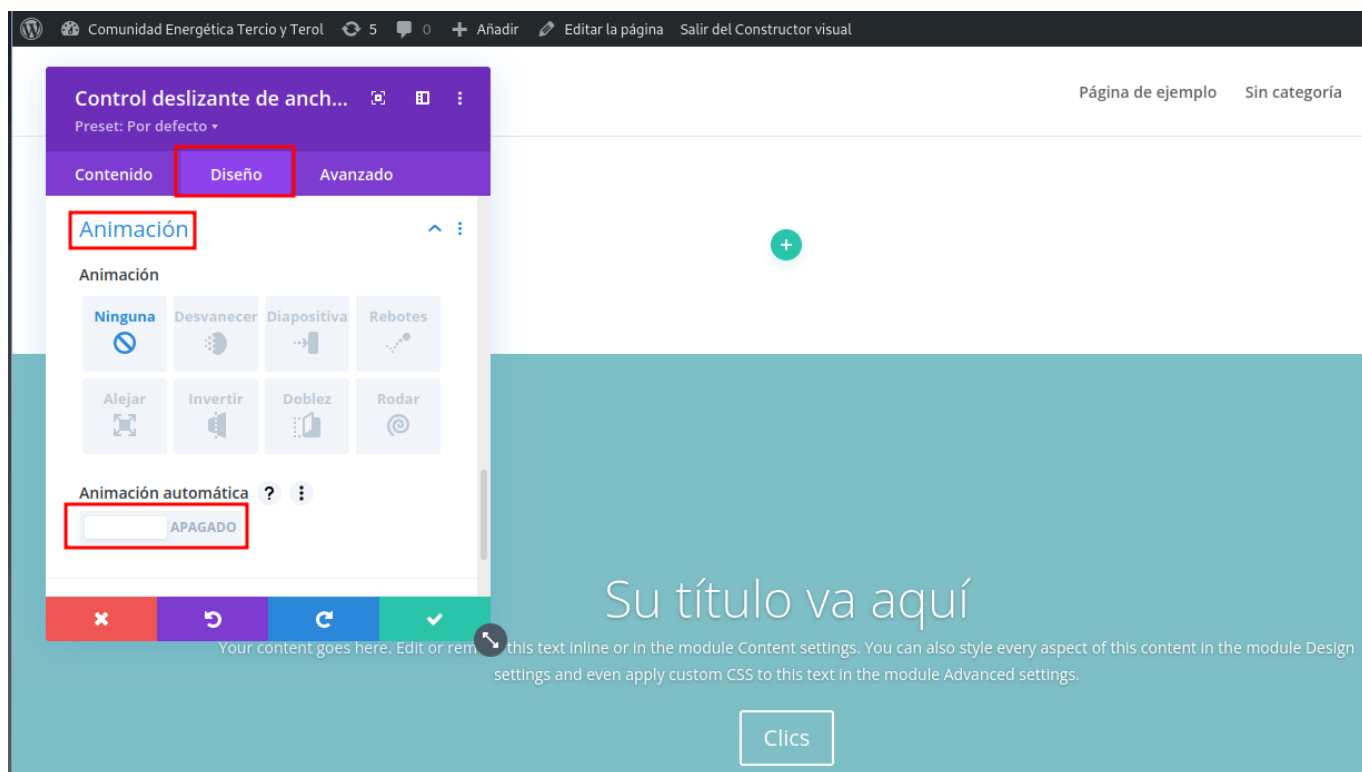 Comunidad Energética Tercio y Terol 5 0 Añadir Editar la página Salir del Constructor visual
Página de ejemplo Sin categoría
Control deslizante de anch...
Preset: Por defecto
Contenido Diseño Avanzado
Animación
Animación
Ninguna Desvanecer Diapositiva Rebotes
Alejar Invertir Doblez Rodar
Animación automática ?
APAGADO
Su título va aquí
Your content goes here. Edit or rem this text inline or in the module Content settings. You can also style every aspect of this content in the module Design
settings and even apply custom CSS to this text in the module Advanced settings.
Clics